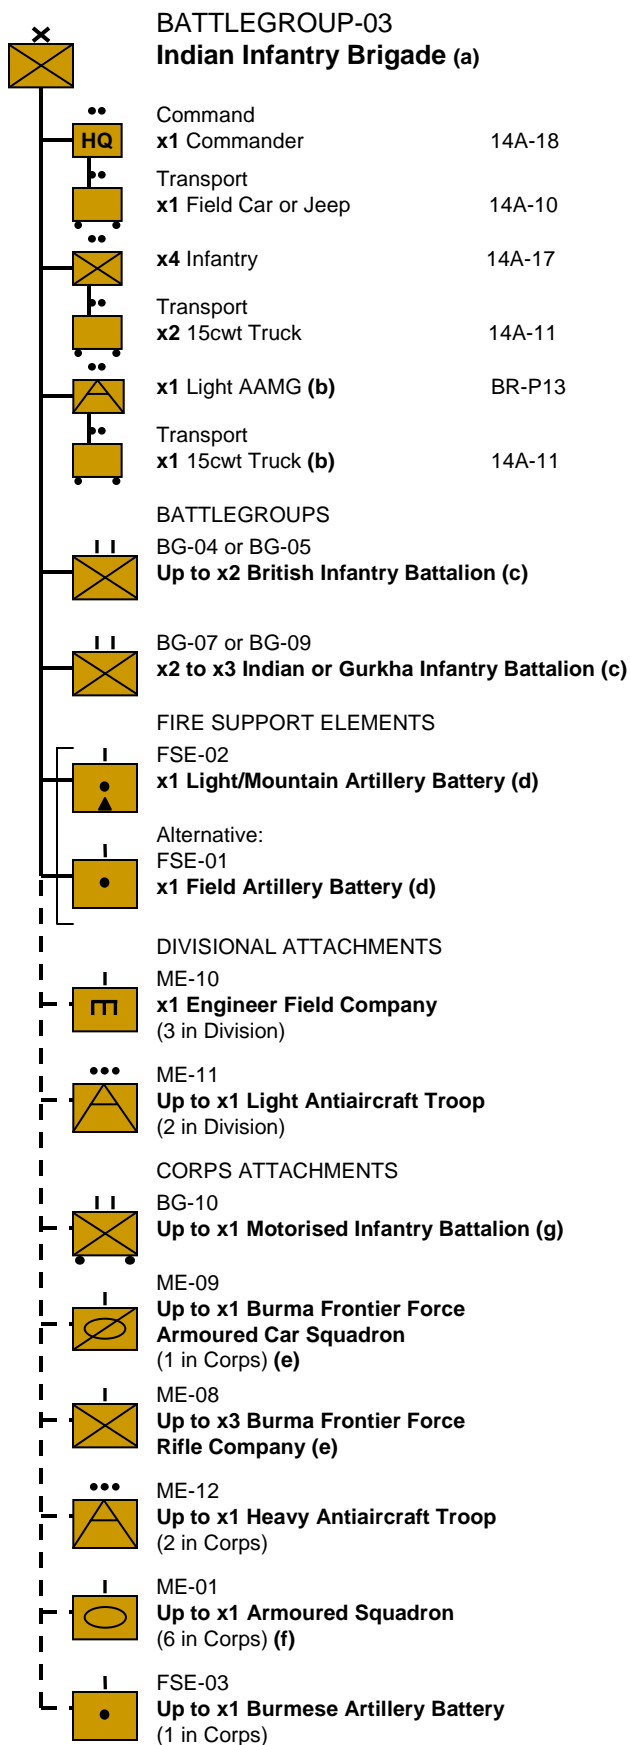 BATTLEGROUP-03
Indian Infantry Brigade (a)
Command
HQ x1 Commander 14A-18
Transport
x1 Field Car or Jeep 14A-10
x4 Infantry 14A-17
Transport
x2 15cwt Truck 14A-11
x1 Light AAMG (b) BR-P13
Transport
x1 15cwt Truck (b) 14A-11
BATTLEGROUPS
BG-04 or BG-05
Up to x2 British Infantry Battalion (c)
BG-07 or BG-09
x2 to x3 Indian or Gurkha Infantry Battalion (c)
FIRE SUPPORT ELEMENTS
FSE-02
x1 Light/Mountain Artillery Battery (d)
Alternative:
FSE-01
x1 Field Artillery Battery (d)
DIVISIONAL ATTACHMENTS
ME-10
x1 Engineer Field Company
(3 in Division)
ME-11
Up to x1 Light Antiaircraft Troop
(2 in Division)
CORPS ATTACHMENTS
BG-10
Up to x1 Motorised Infantry Battalion (g)
ME-09
Up to x1 Burma Frontier Force
Armoured Car Squadron
(1 in Corps) (e)
ME-08
Up to x3 Burma Frontier Force
Rifle Company (e)
ME-12
Up to x1 Heavy Antiaircraft Troop
(2 in Corps)
ME-01
Up to x1 Armoured Squadron
(6 in Corps) (f)
FSE-03
Up to x1 Burmese Artillery Battery
(1 in Corps)